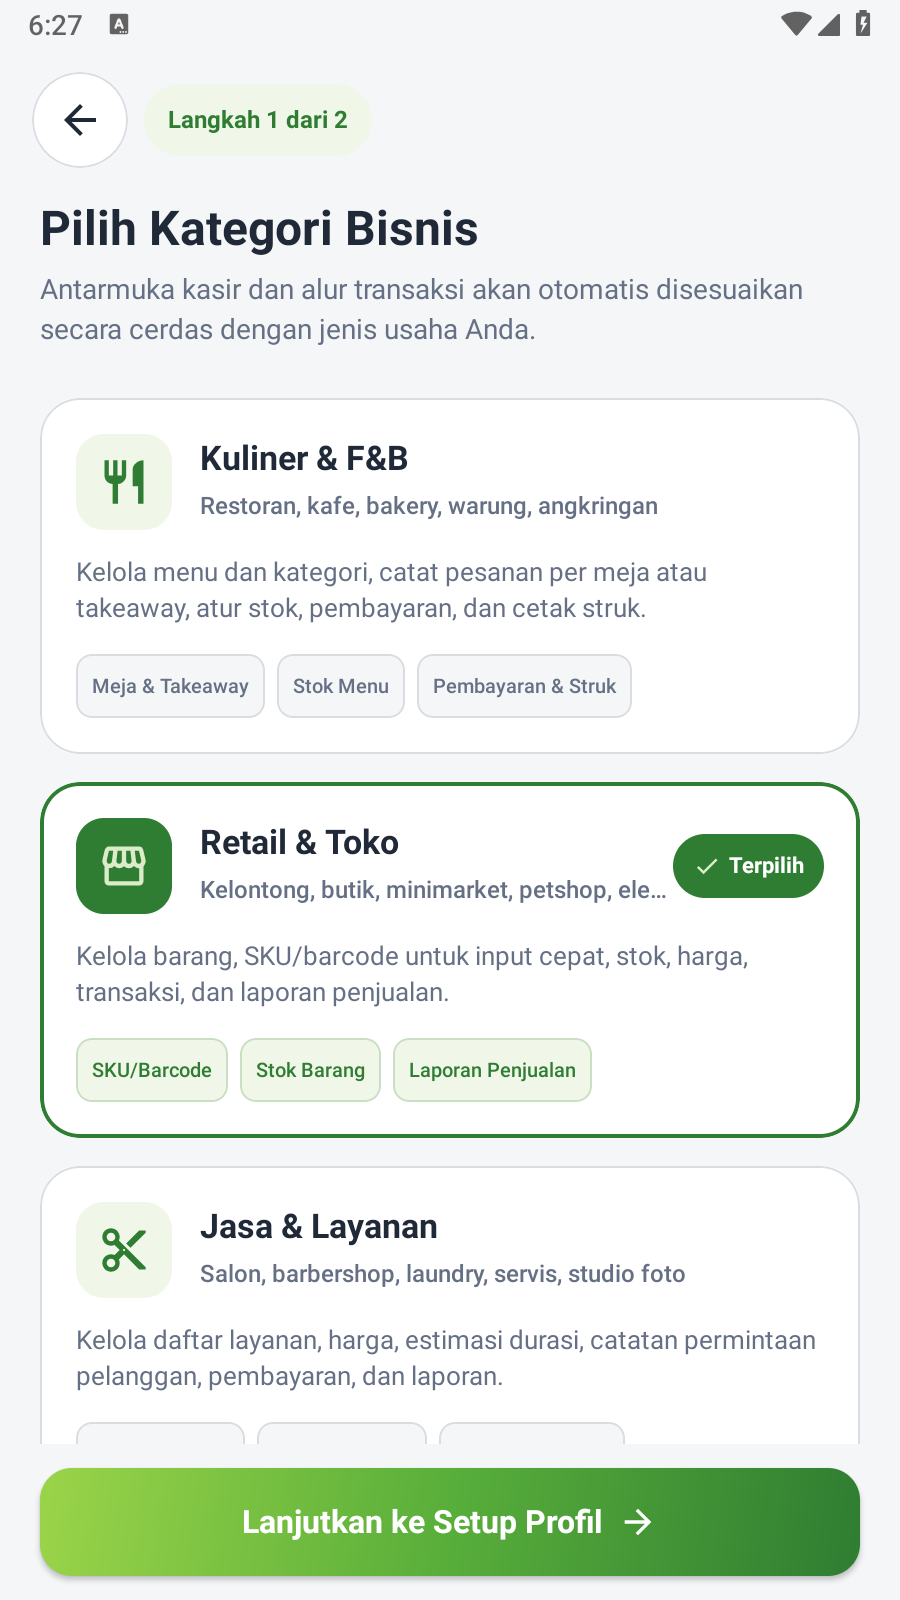 6:27
A
Langkah 1 dari 2
Pilih Kategori Bisnis
Antarmuka kasir dan alur transaksi akan otomatis disesuaikan
secara cerdas dengan jenis usaha Anda.
Kuliner & F&B
Restoran, kafe, bakery, warung, angkringan
Kelola menu dan kategori, catat pesanan per meja atau
takeaway, atur stok, pembayaran, dan cetak struk.
Meja & Takeaway
Stok Menu
Pembayaran & Struk
Retail & Toko
Kelontong, butik, minimarket, petshop, ele...
Terpilih
Kelola barang, SKU/barcode untuk input cepat, stok, harga,
transaksi, dan laporan penjualan.
SKU/Barcode
Stok Barang
Laporan Penjualan
Jasa & Layanan
Salon, barbershop, laundry, servis, studio foto
Kelola daftar layanan, harga, estimasi durasi, catatan permintaan
pelanggan, pembayaran, dan laporan.
Lanjutkan ke Setup Profil